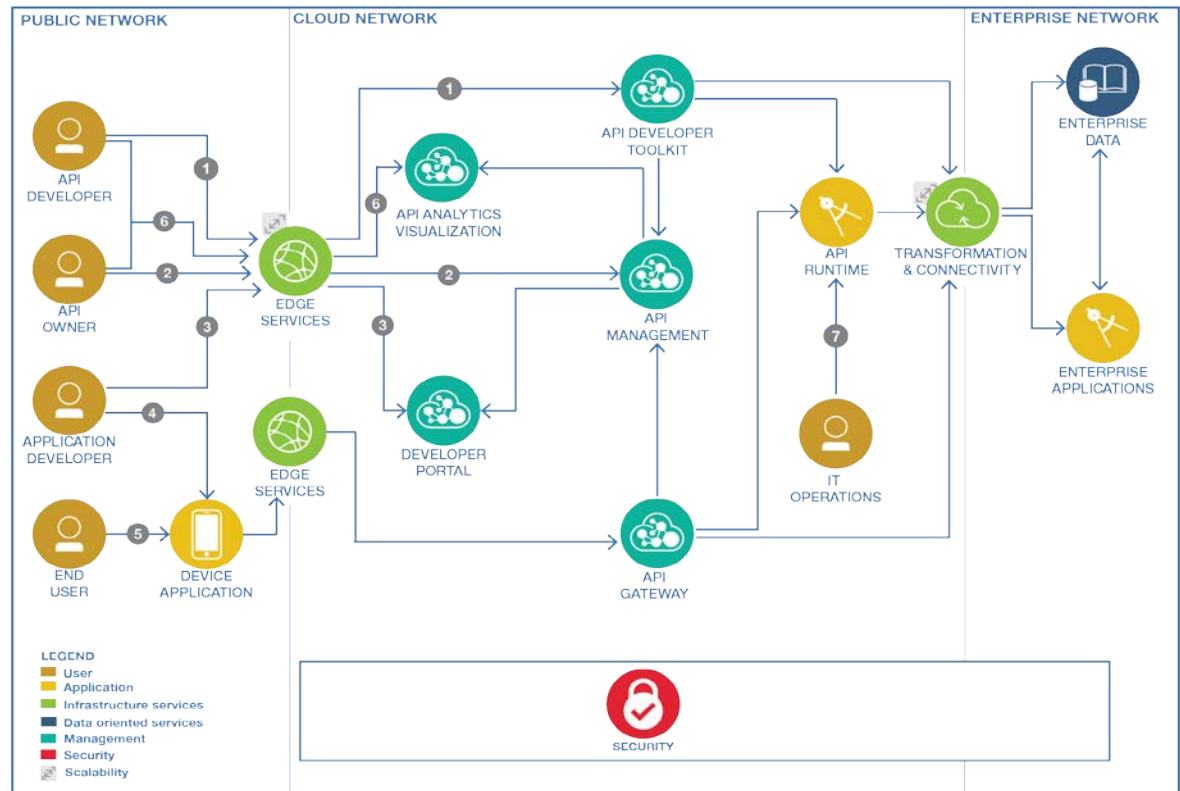 PUBLIC NETWORK
CLOUD NETWORK
ENTERPRISE NETWORK
API
DEVELOPER
1
6
API
OWNER
2
3
APPLICATION
DEVELOPER
4
END
USER
5
DEVICE
APPLICATION
EDGE
SERVICES
EDGE
SERVICES
1
6
2
3
API ANALYTICS
VISUALIZATION
DEVELOPER
PORTAL
API DEVELOPER
TOOLKIT
API
MANAGEMENT
API
GATEWAY
API
RUNTIME
7
IT
OPERATIONS
TRANSFORMATION
& CONNECTIVITY
ENTERPRISE
DATA
ENTERPRISE
APPLICATIONS
LEGEND
User
Application
Infrastructure services
Data oriented services
Management
Security
Scalability
SECURITY